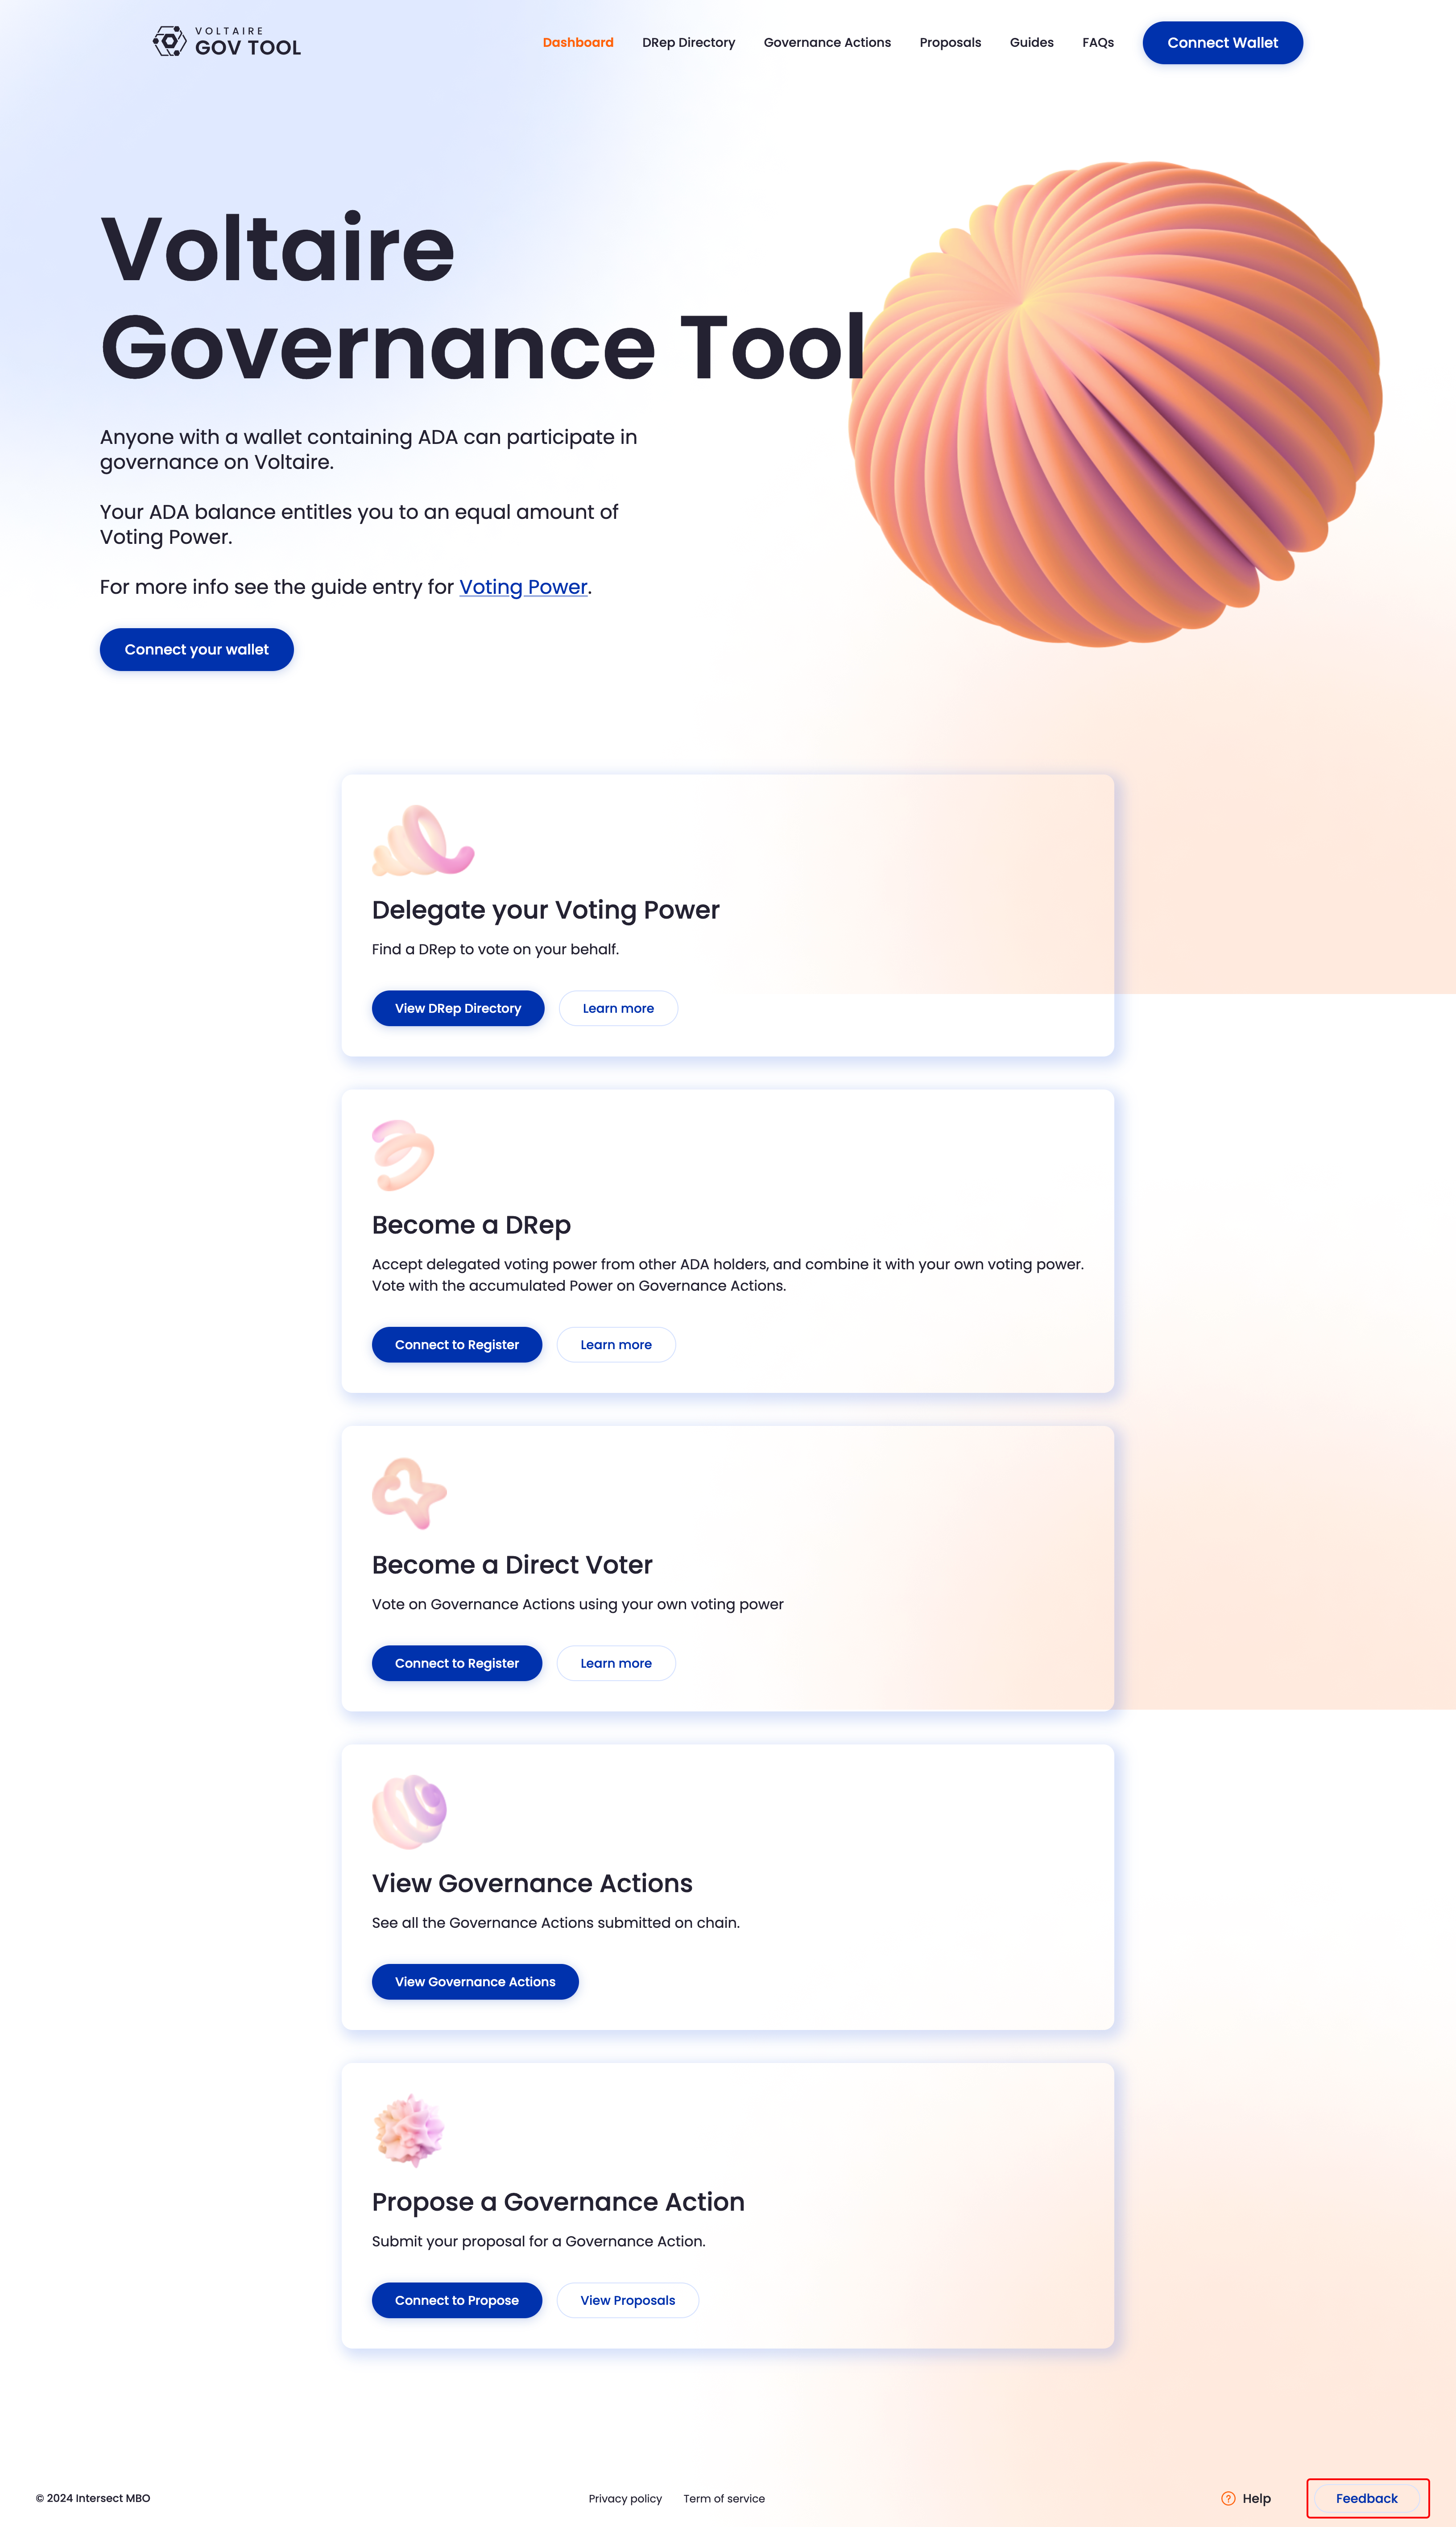 VOLTAIRE
GOV TOOL
Dashboard
DRep Directory
Governance Actions
Proposals
Guides
FAQs
Connect Wallet
Voltaire
Governance Tool
Anyone with a wallet containing ADA can participate in
governance on Voltaire.
Your ADA balance entitles you to an equal amount of
Voting Power.
For more info see the guide entry for Voting Power.
Connect your wallet
Delegate your Voting Power
Find a DRep to vote on your behalf.
View DRep Directory
Learn more
Become a DRep
Accept delegated voting power from other ADA holders, and combine it with your own voting power.
Vote with the accumulated Power on Governance Actions.
Connect to Register
Learn more
Become a Direct Voter
Vote on Governance Actions using your own voting power
Connect to Register
Learn more
View Governance Actions
See all the Governance Actions submitted on chain.
View Governance Actions
Propose a Governance Action
Submit your proposal for a Governance Action.
Connect to Propose
View Proposals
© 2024 Intersect MBO
Privacy policy
Term of service
Help
Feedback